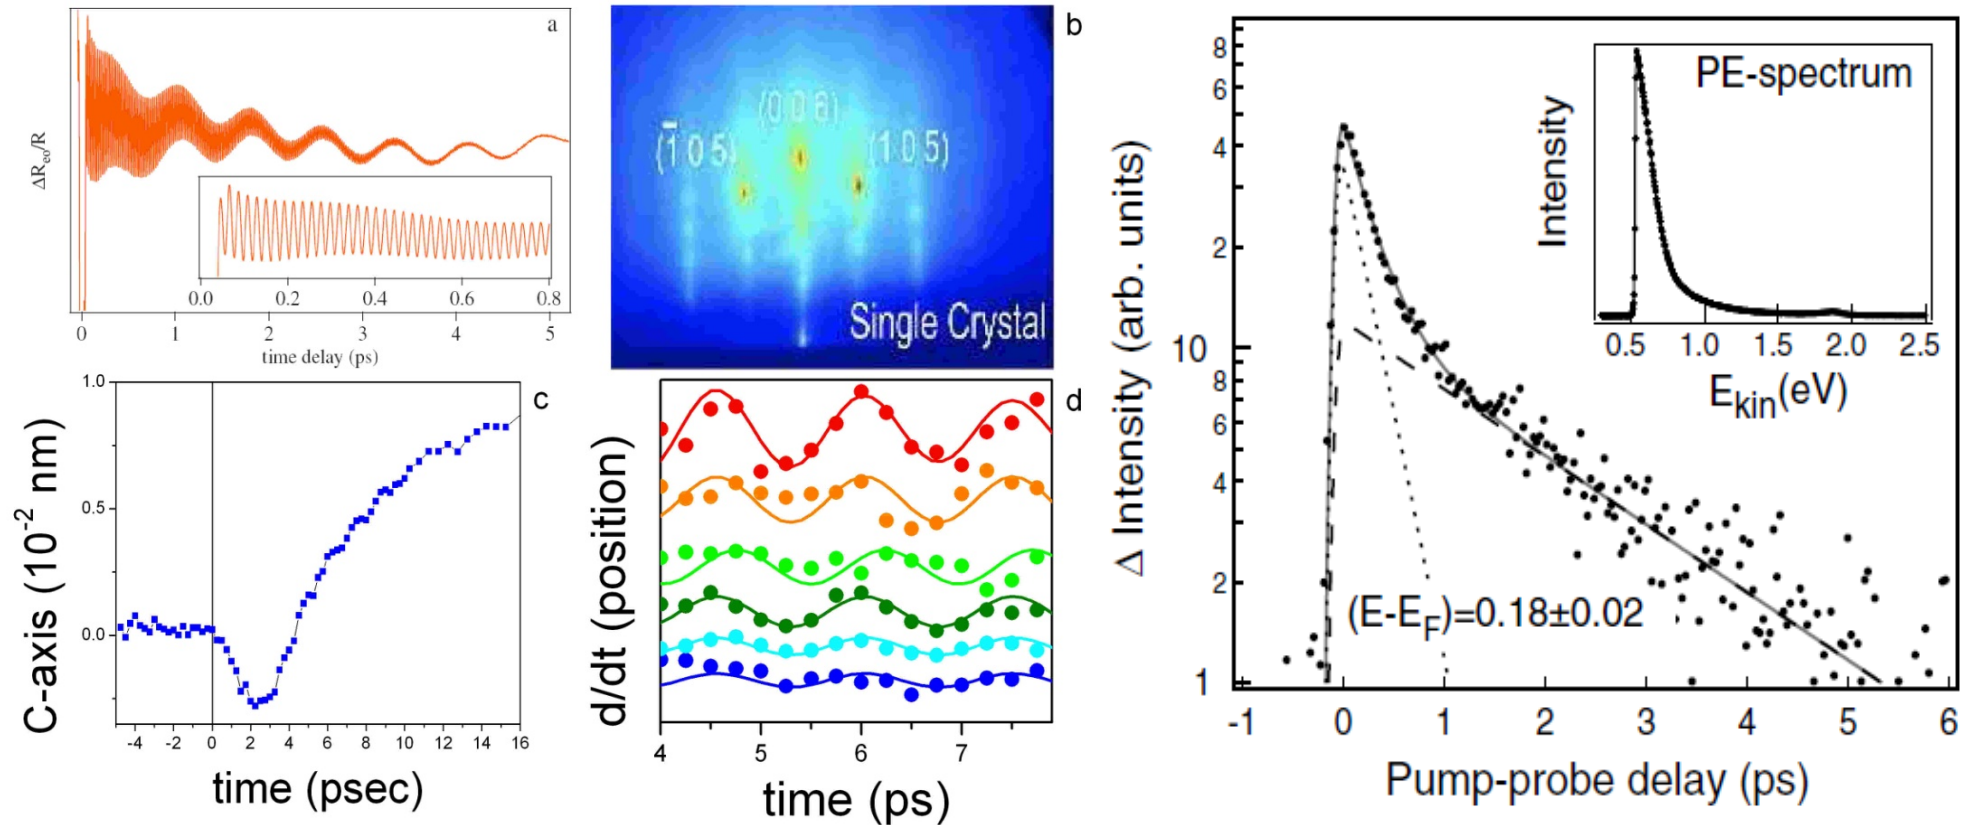 a
ΔR_eo/R
0.0 0.2 0.4 0.6 0.8
0 1 2 3 4 5
time delay (ps)
b
(0 0 6)
(1̄ 0 5)
(1 0 5)
Single Crystal
c
1.0
0.5
0.0
C-axis (10⁻² nm)
-4 -2 0 2 4 6 8 10 12 14 16
time (psec)
d
d/dt (position)
4 5 6 7
time (ps)
PE-spectrum
Intensity
0.5 1.0 1.5 2.0 2.5
E_kin(eV)
Δ Intensity (arb. units)
8
6
4
2
10
8
6
4
2
1
(E-E_F)=0.18±0.02
-1 0 1 2 3 4 5 6
Pump-probe delay (ps)